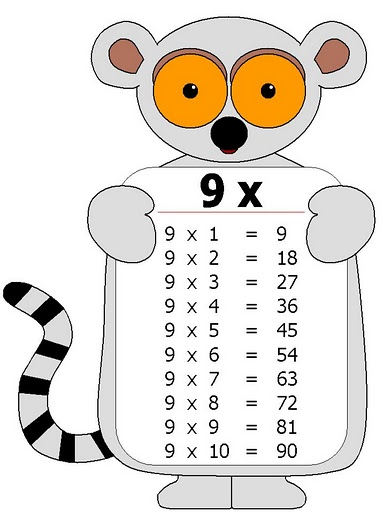 9 x
9 x 1 = 9
9 x 2 = 18
9 x 3 = 27
9 x 4 = 36
9 x 5 = 45
9 x 6 = 54
9 x 7 = 63
9 x 8 = 72
9 x 9 = 81
9 x 10 = 90